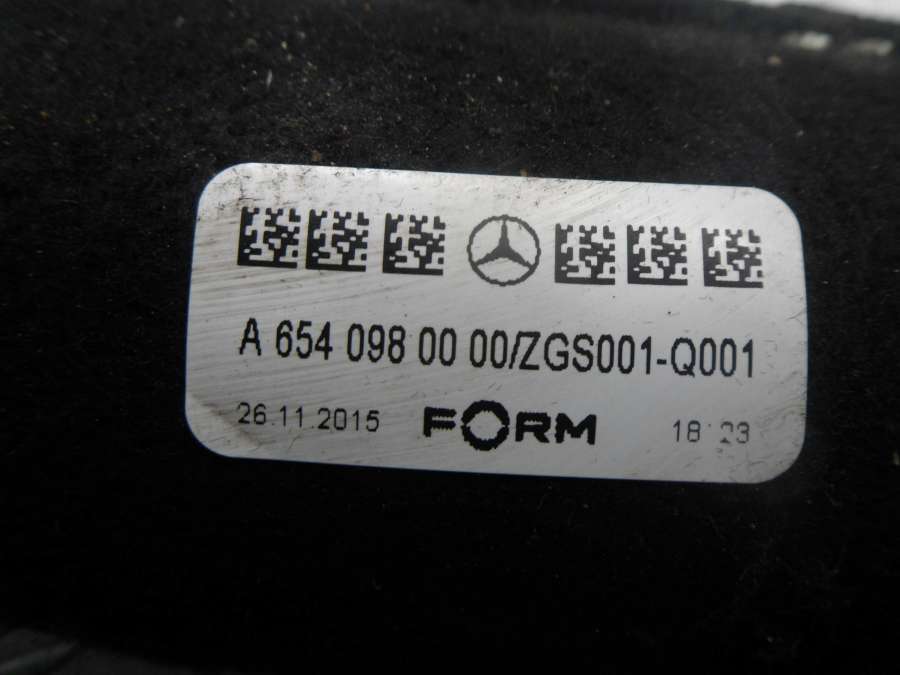 A 654 098 00 00/ZGS001-Q001
26.11.2015 FORM 18:23